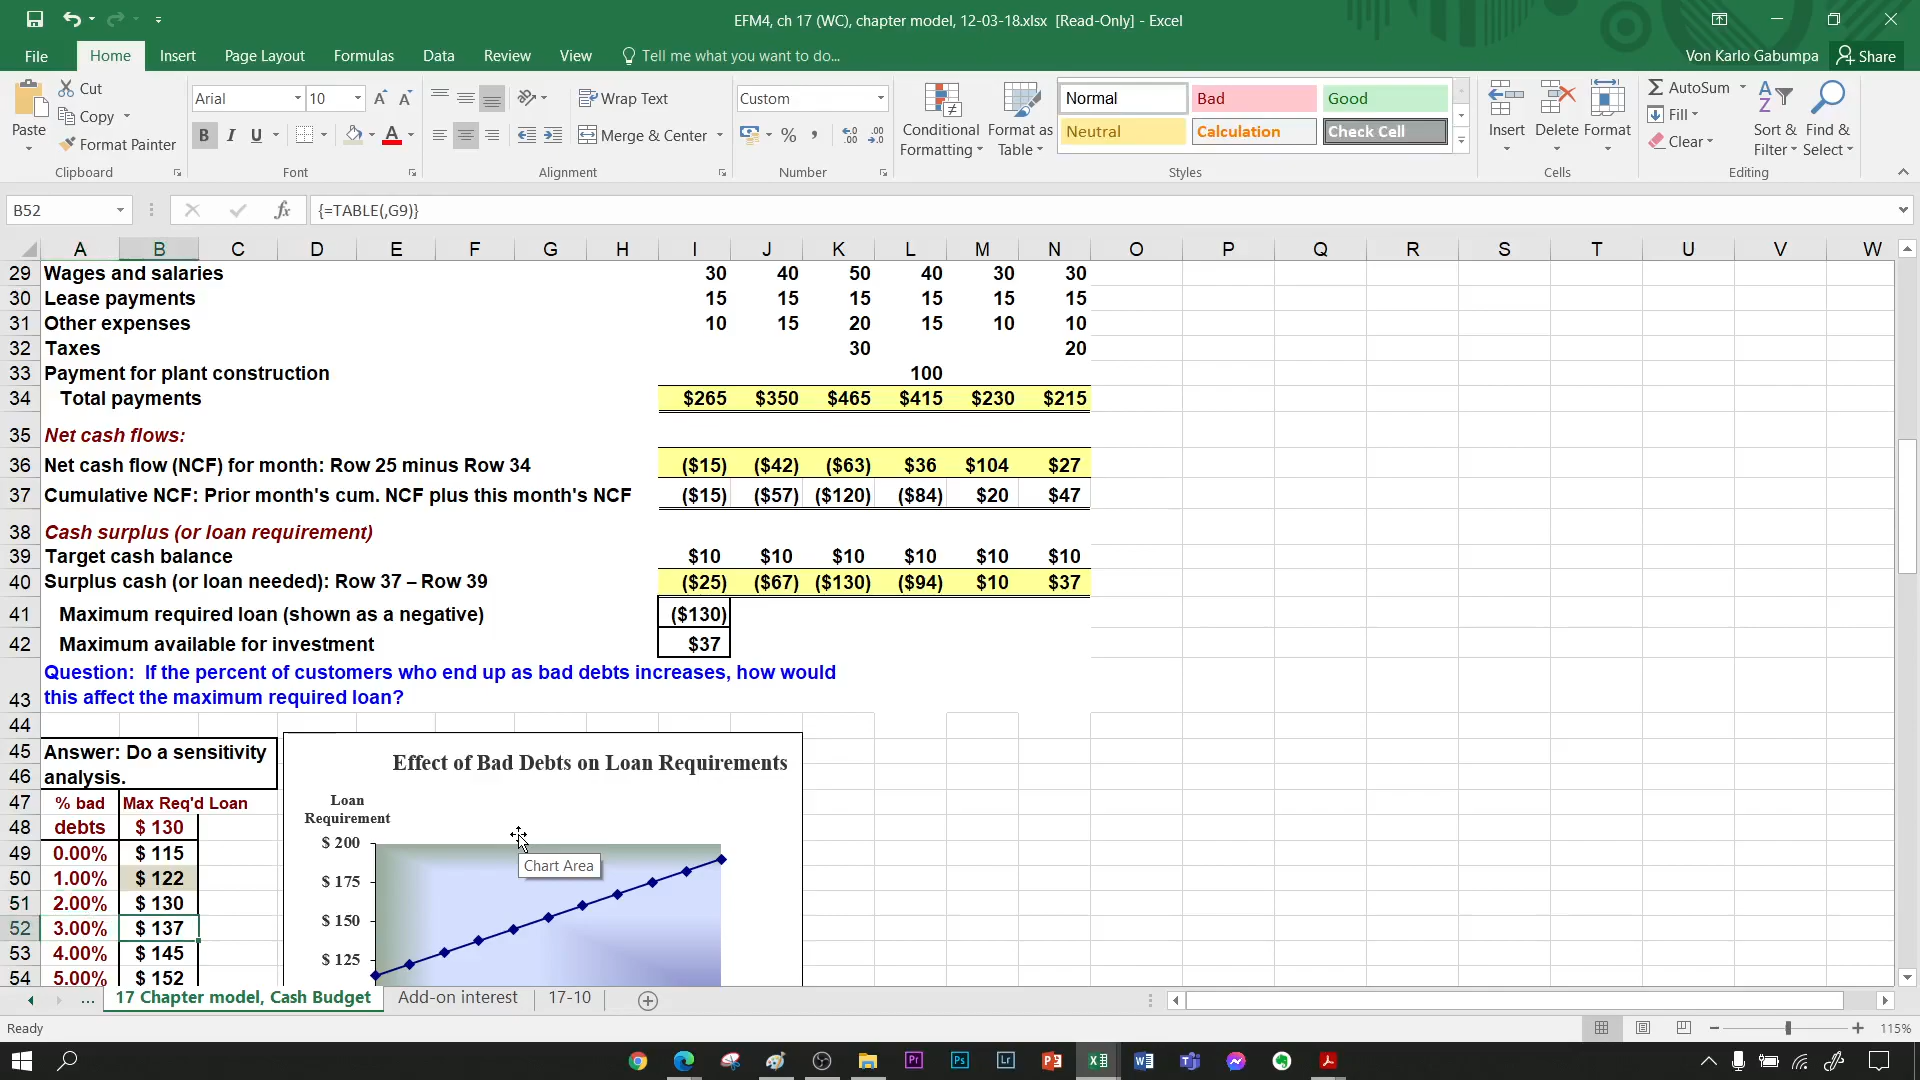 EFM4, ch 17 (WC), chapter model, 12-03-18.xlsx  [Read-Only] - Excel
File Home Insert Page Layout Formulas Data Review View Tell me what you want to do... Von Karlo Gabumpa Share
Paste
Cut
Copy
Format Painter
Clipboard
Arial 10
B I U
Font
Wrap Text
Merge & Center
Alignment
Custom
%
Number
Conditional Formatting
Format as Table
Normal Bad Good
Neutral Calculation Check Cell
Styles
Insert Delete Format
Cells
AutoSum
Fill
Clear
Sort & Filter
Find & Select
Editing
B52 fx {=TABLE(,G9)}
A B C D E F G H I J K L M N O P Q R S T U V W
29 Wages and salaries 30 40 50 40 30 30
30 Lease payments 15 15 15 15 15 15
31 Other expenses 10 15 20 15 10 10
32 Taxes 30 20
33 Payment for plant construction 100
34 Total payments $265 $350 $465 $415 $230 $215
35 Net cash flows:
36 Net cash flow (NCF) for month: Row 25 minus Row 34 ($15) ($42) ($63) $36 $104 $27
37 Cumulative NCF: Prior month's cum. NCF plus this month's NCF ($15) ($57) ($120) ($84) $20 $47
38 Cash surplus (or loan requirement)
39 Target cash balance $10 $10 $10 $10 $10 $10
40 Surplus cash (or loan needed): Row 37 – Row 39 ($25) ($67) ($130) ($94) $10 $37
41 Maximum required loan (shown as a negative) ($130)
42 Maximum available for investment $37
Question:  If the percent of customers who end up as bad debts increases, how would
43 this affect the maximum required loan?
44
45 Answer: Do a sensitivity
46 analysis.
47 % bad Max Req'd Loan
48 debts $ 130
49 0.00% $ 115
50 1.00% $ 122
51 2.00% $ 130
52 3.00% $ 137
53 4.00% $ 145
54 5.00% $ 152
Effect of Bad Debts on Loan Requirements
Loan
Requirement
$ 200
$ 175
$ 150
$ 125
Chart Area
... 17 Chapter model, Cash Budget Add-on interest 17-10
Ready 115%
Pr Ps Lr